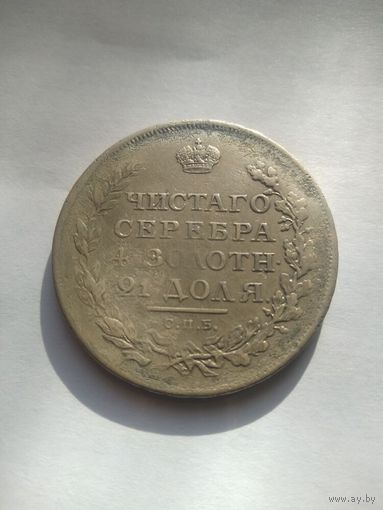 ЧИСТАГО
СЕРЕБРА
4 ЗОЛОТН.
21 ДОЛЯ.
С.П.Б.
www.ay.by